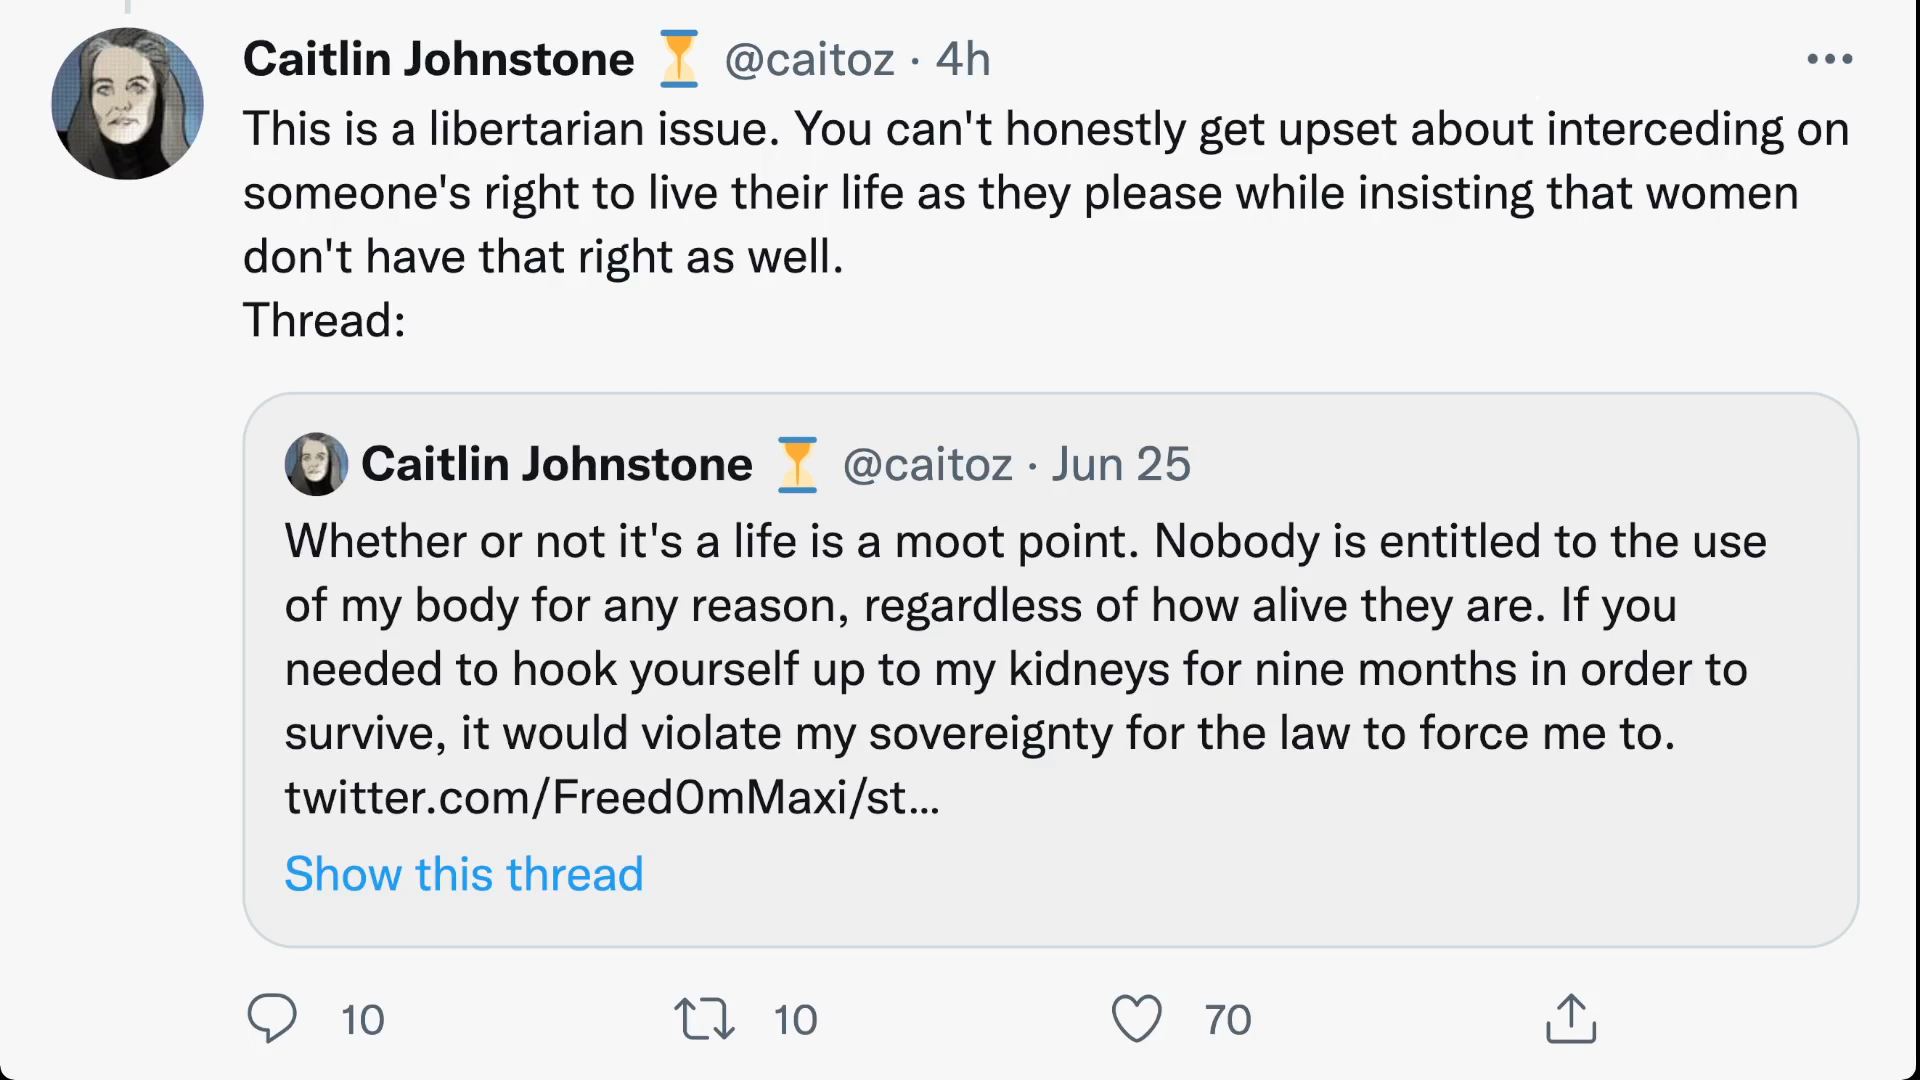 Caitlin Johnstone ⏳ @caitoz · 4h
This is a libertarian issue. You can't honestly get upset about interceding on
someone's right to live their life as they please while insisting that women
don't have that right as well.
Thread:
Caitlin Johnstone ⏳ @caitoz · Jun 25
Whether or not it's a life is a moot point. Nobody is entitled to the use
of my body for any reason, regardless of how alive they are. If you
needed to hook yourself up to my kidneys for nine months in order to
survive, it would violate my sovereignty for the law to force me to.
twitter.com/Freed0mMaxi/st…
Show this thread
10 10 70